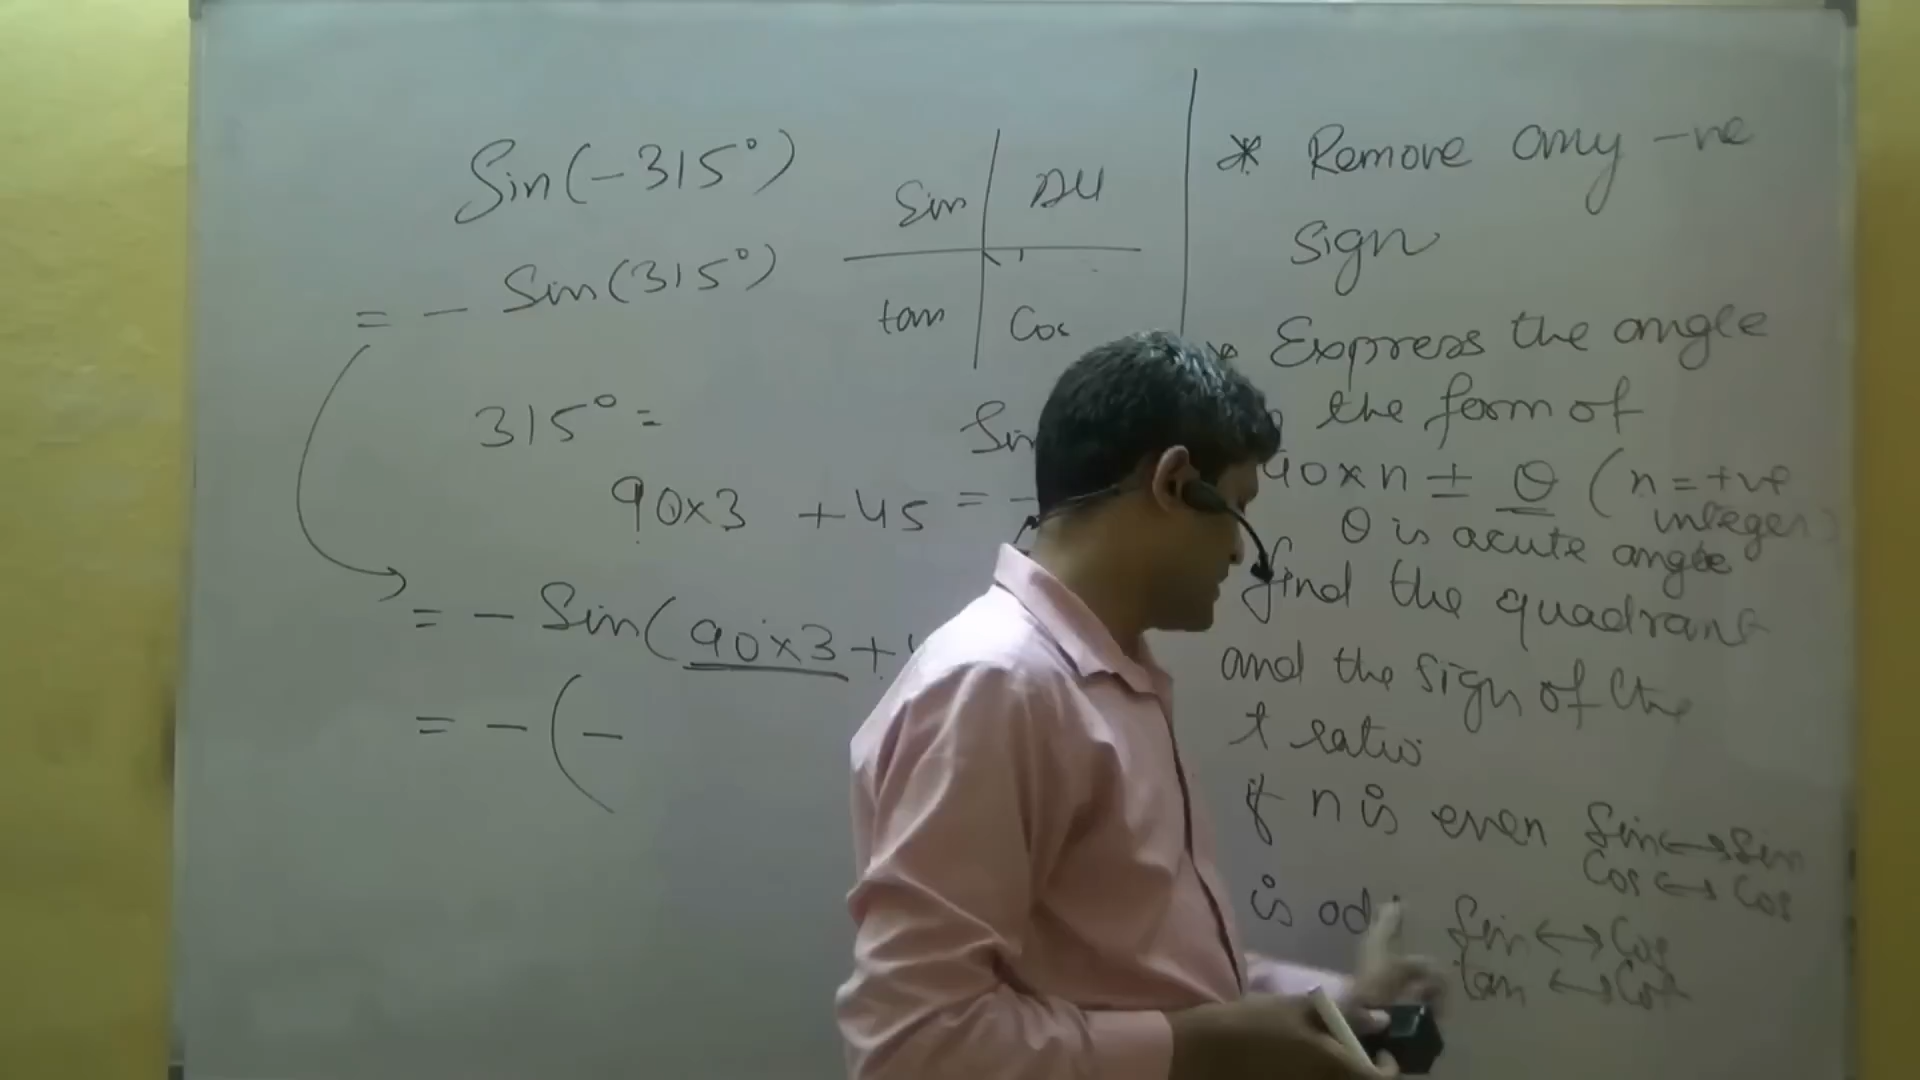 Sin(-315°)
= - Sin(315°)
315° =
90×3 + 45 = -
= - Sin( 90×3 +
= - ( -
Sin All
tan Cos
Sin
* Remove any -ve
sign
* Express the angle
the form of
90×n ± θ (n = +ve
integer)
θ is acute angle
find the quadrant
and the sign of the
t ratio
if n is even Sin↔Sin
Cos↔Cos
is odd Sin↔Cos
tan↔Cot